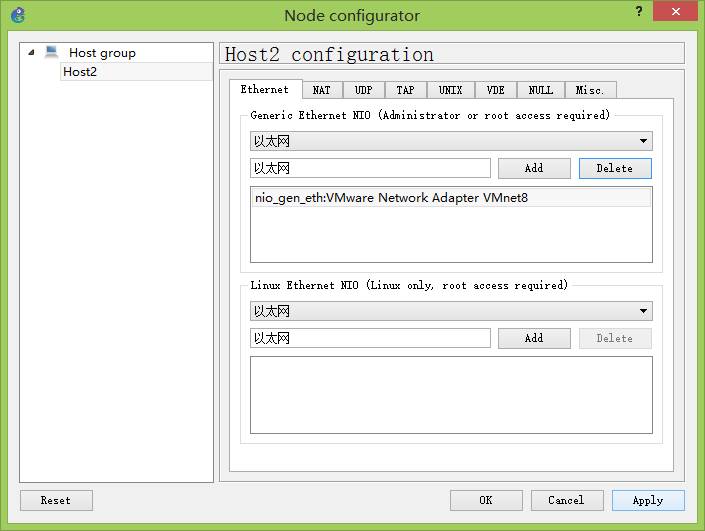 Node configurator
?
Host group
Host2
Host2 configuration
Ethernet NAT UDP TAP UNIX VDE NULL Misc.
Generic Ethernet NIO (Administrator or root access required)
以太网
以太网 Add Delete
nio_gen_eth:VMware Network Adapter VMnet8
Linux Ethernet NIO (Linux only, root access required)
以太网
以太网 Add Delete
Reset OK Cancel Apply